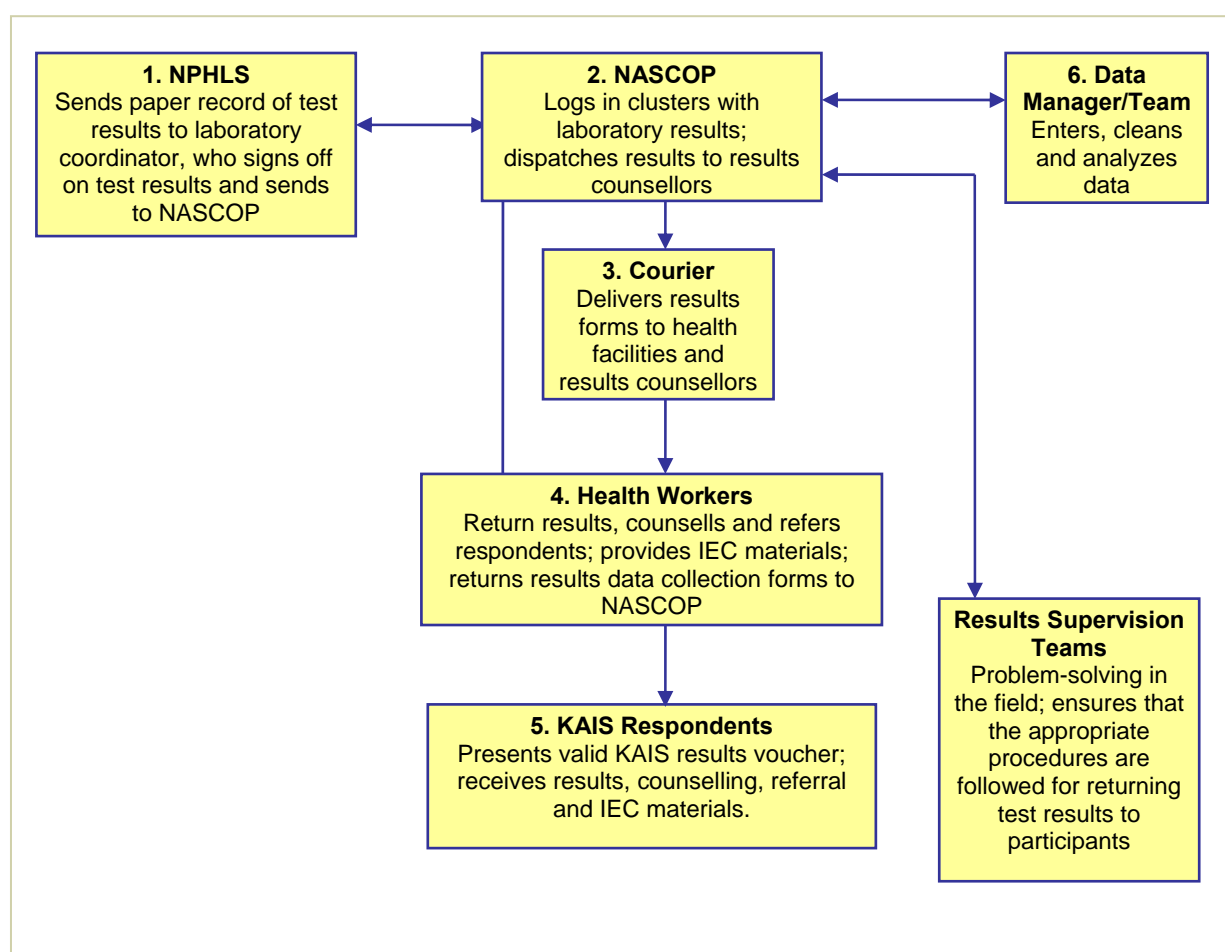 1. NPHLS
Sends paper record of test
results to laboratory
coordinator, who signs off
on test results and sends
to NASCOP
2. NASCOP
Logs in clusters with
laboratory results;
dispatches results to results
counsellors
6. Data
Manager/Team
Enters, cleans
and analyzes
data
3. Courier
Delivers results
forms to health
facilities and
results counsellors
4. Health Workers
Return results, counsells and refers
respondents; provides IEC materials;
returns results data collection forms to
NASCOP
Results Supervision
Teams
Problem-solving in
the field; ensures that
the appropriate
procedures are
followed for returning
test results to
participants
5. KAIS Respondents
Presents valid KAIS results voucher;
receives results, counselling, referral
and IEC materials.